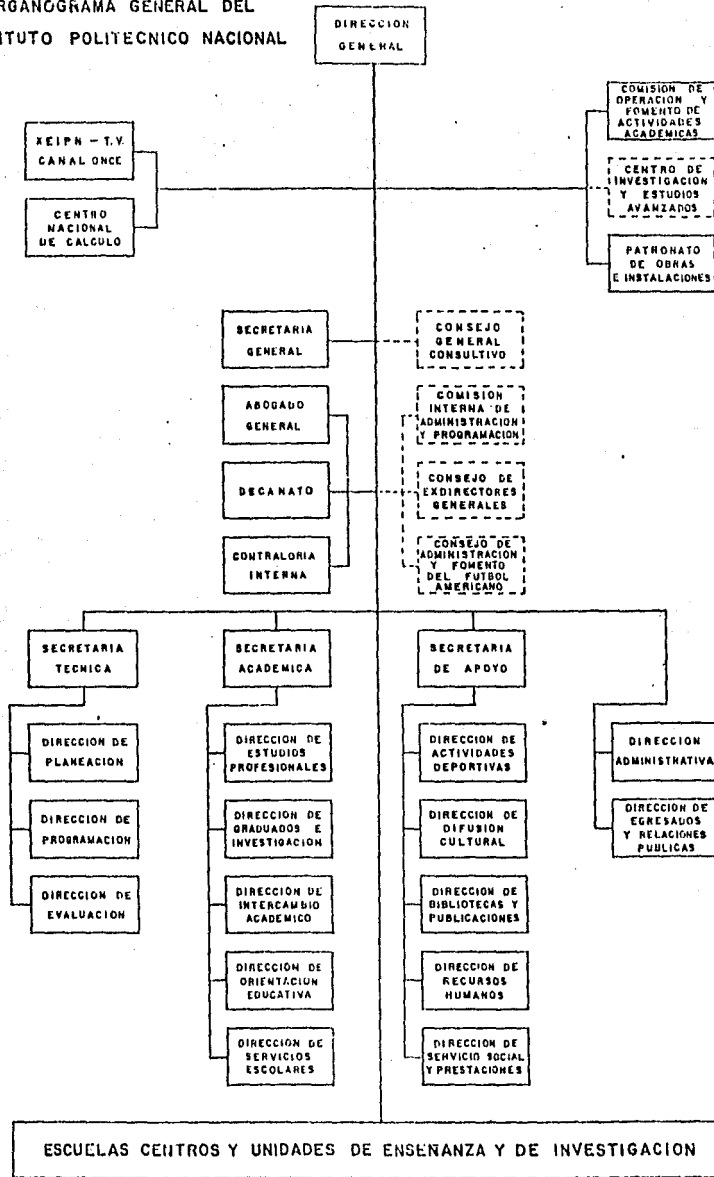 RGANOGRAMA GENERAL DEL
ITUTO POLITECNICO NACIONAL
DIRECCION
GENERAL
XEIPN - T.V.
CANAL ONCE
CENTRO
NACIONAL
DE CALCULO
COMISION DE
OPERACION Y
FOMENTO DE
ACTIVIDADES
ACADEMICAS
CENTRO DE
INVESTIGACION
Y ESTUDIOS
AVANZADOS
PATRONATO
DE OBRAS
E INSTALACIONES
SECRETARIA
GENERAL
CONSEJO
GENERAL
CONSULTIVO
ABOGADO
GENERAL
COMISION
INTERNA DE
ADMINISTRACION
Y PROGRAMACION
DECANATO
CONSEJO DE
EXDIRECTORES
GENERALES
CONTRALORIA
INTERNA
CONSEJO DE
ADMINISTRACION
Y FOMENTO
DEL FUTBOL
AMERICANO
SECRETARIA
TECNICA
SECRETARIA
ACADEMICA
SECRETARIA
DE APOYO
DIRECCION DE
PLANEACION
DIRECCION DE
ESTUDIOS
PROFESIONALES
DIRECCION DE
ACTIVIDADES
DEPORTIVAS
DIRECCION
ADMINISTRATIVA
DIRECCION DE
PROGRAMACION
DIRECCION DE
GRADUADOS E
INVESTIGACION
DIRECCION DE
DIFUSION
CULTURAL
DIRECCION DE
EGRESADOS
Y RELACIONES
PUBLICAS
DIRECCION DE
EVALUACION
DIRECCION DE
INTERCAMBIO
ACADEMICO
DIRECCION DE
BIBLIOTECAS Y
PUBLICACIONES
DIRECCION DE
ORIENTACION
EDUCATIVA
DIRECCION DE
RECURSOS
HUMANOS
DIRECCION DE
SERVICIOS
ESCOLARES
DIRECCION DE
SERVICIO SOCIAL
Y PRESTACIONES
ESCUELAS CENTROS Y UNIDADES DE ENSEÑANZA Y DE INVESTIGACION